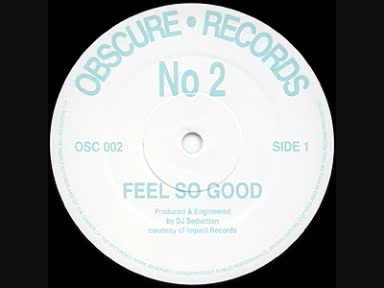 OBSCURE • RECORDS
No 2
OSC 002
SIDE 1
FEEL SO GOOD
Produced & Engineered
by DJ Seduction
courtesy of Impact Records